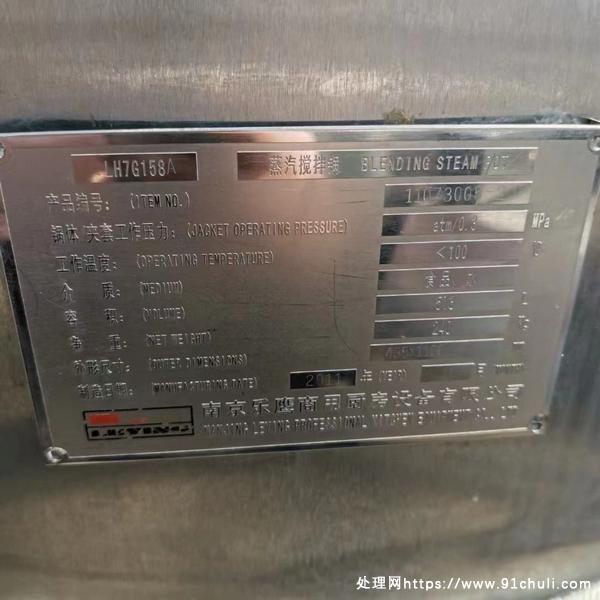 LH7G158A 蒸汽搅拌锅 BLENDING STEAM POT
产品编号: (ITEM NO.)
锅体/夹套工作压力: (JACKET OPERATING PRESSURE) atm/0.3 MPa
工作温度: (OPERATING TEMPERATURE) <100 ℃
介 质: (MEDIUM) 食品,
容 积: (VOLUME) L
净 重: (NET WEIGHT) 240 Kg
外形尺寸: (OUTER DIMENSIONS)
制造日期: (MANUFACTURING DATE) 2011 年 (YEAR) 月
南京乐鹰商用厨房设备有限公司
NANJING LEYING PROFESSIONAL KITCHEN EQUIPMENT CO., LTD
处理网https://www.91chuli.com/